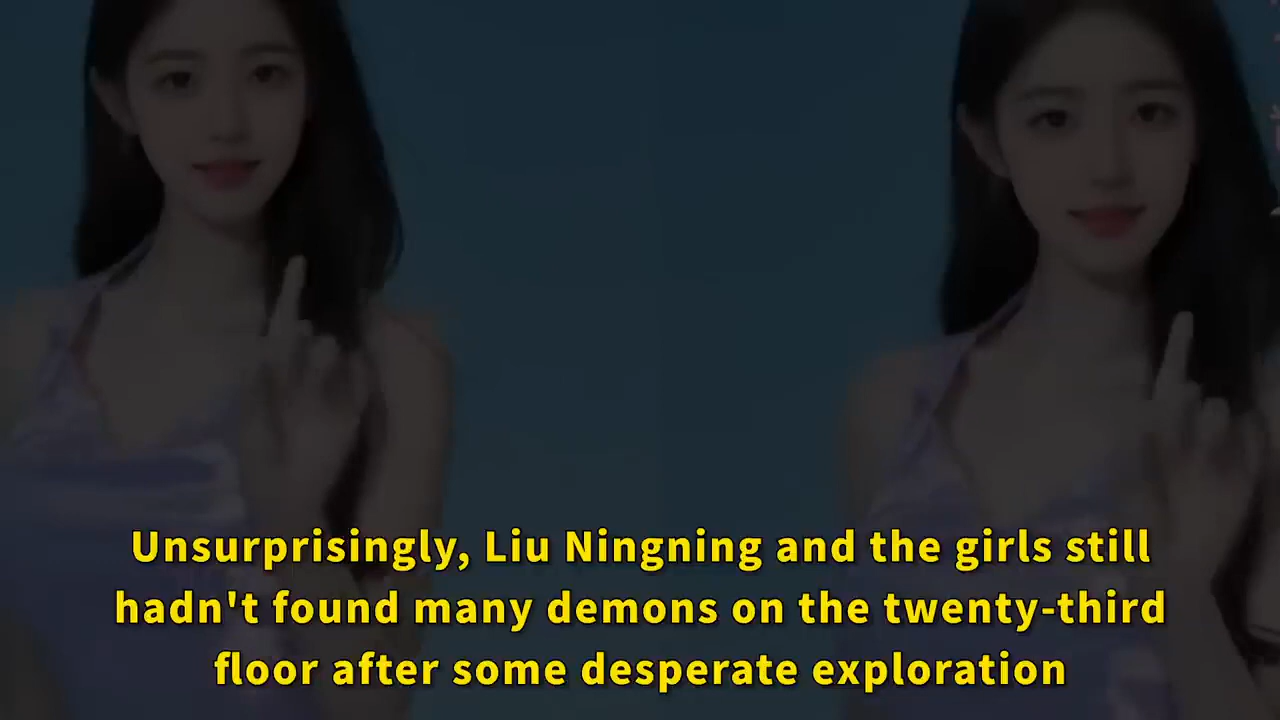 Unsurprisingly, Liu Ningning and the girls still
hadn't found many demons on the twenty-third
floor after some desperate exploration